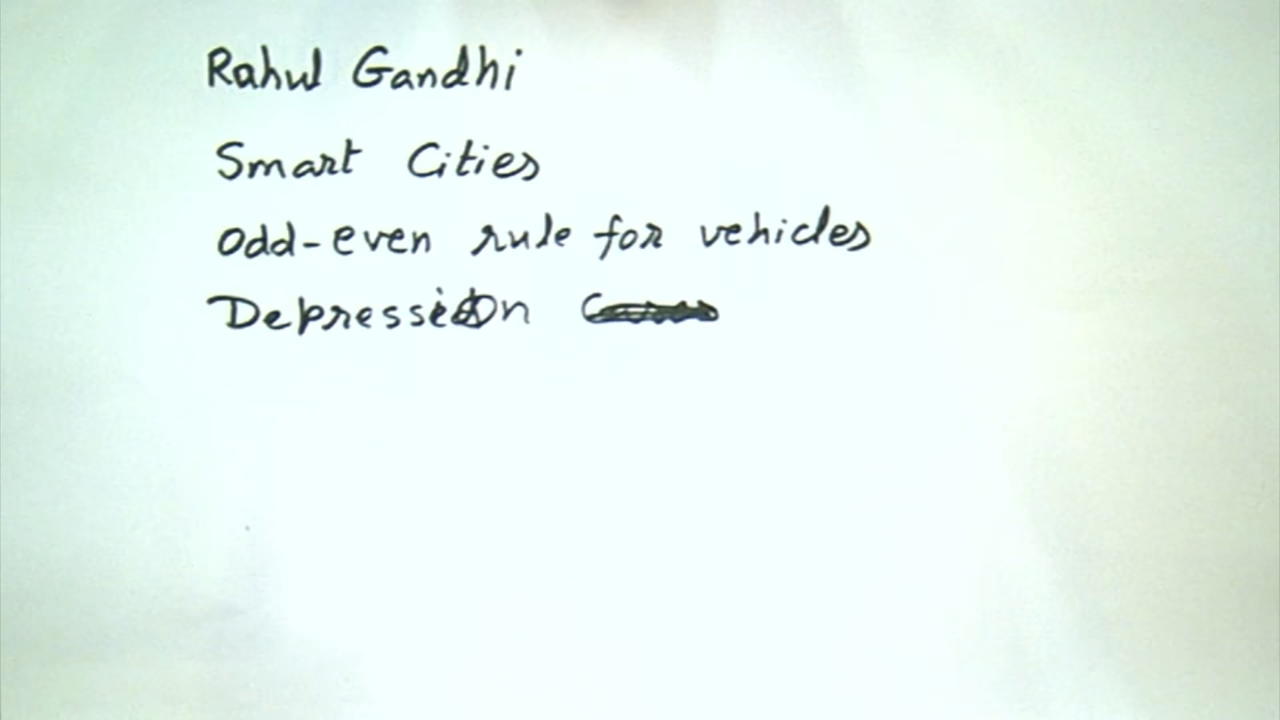 Rahul Gandhi
Smart Cities
Odd-even rule for vehicles
Depression